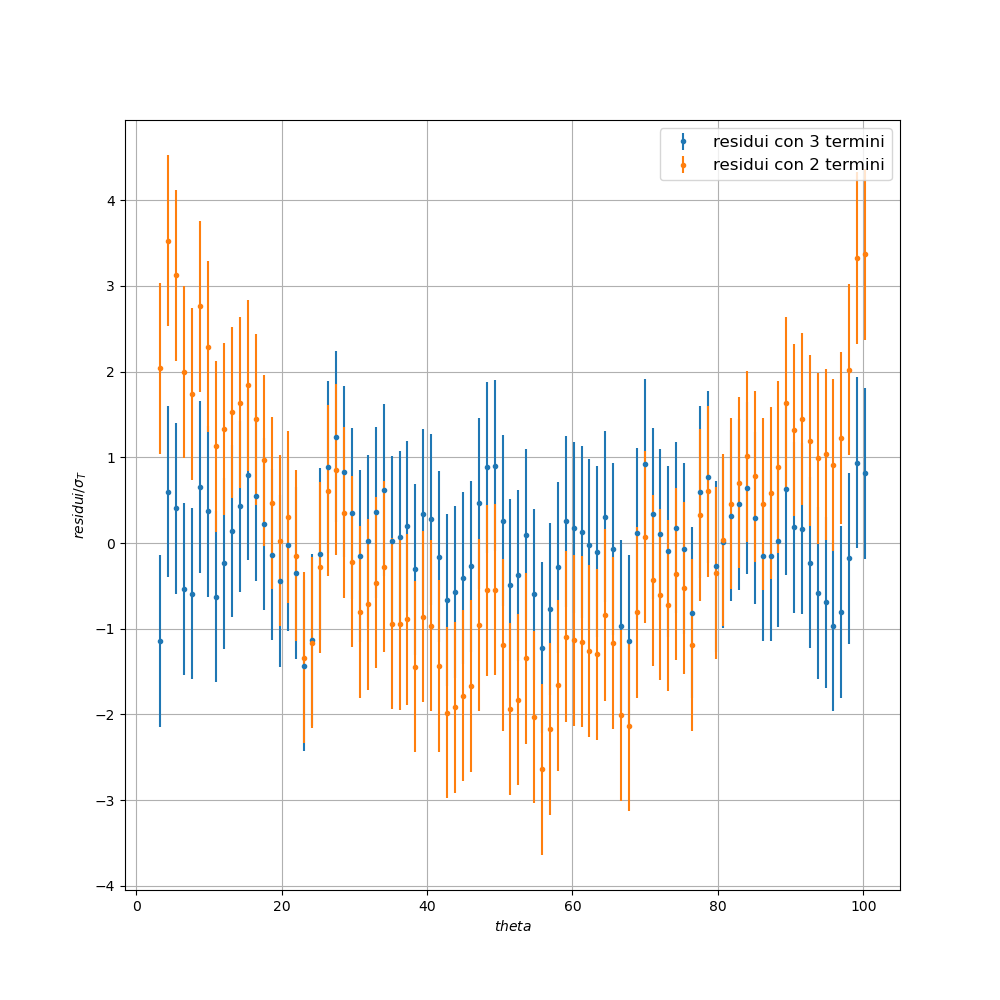 residui con 3 termini
residui con 2 termini
4
3
2
1
0
−1
−2
−3
−4
residui/σ_T
0 20 40 60 80 100
theta